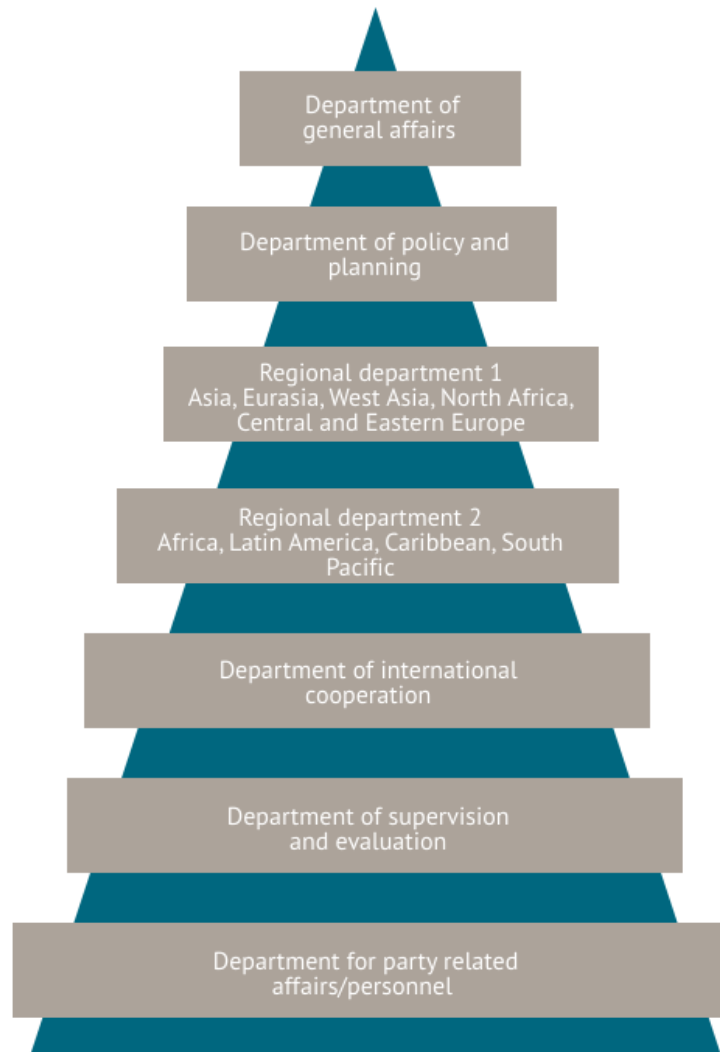 Department of
general affairs
Department of policy and
planning
Regional department 1
Asia, Eurasia, West Asia, North Africa,
Central and Eastern Europe
Regional department 2
Africa, Latin America, Caribbean, South
Pacific
Department of international
cooperation
Department of supervision
and evaluation
Department for party related
affairs/personnel